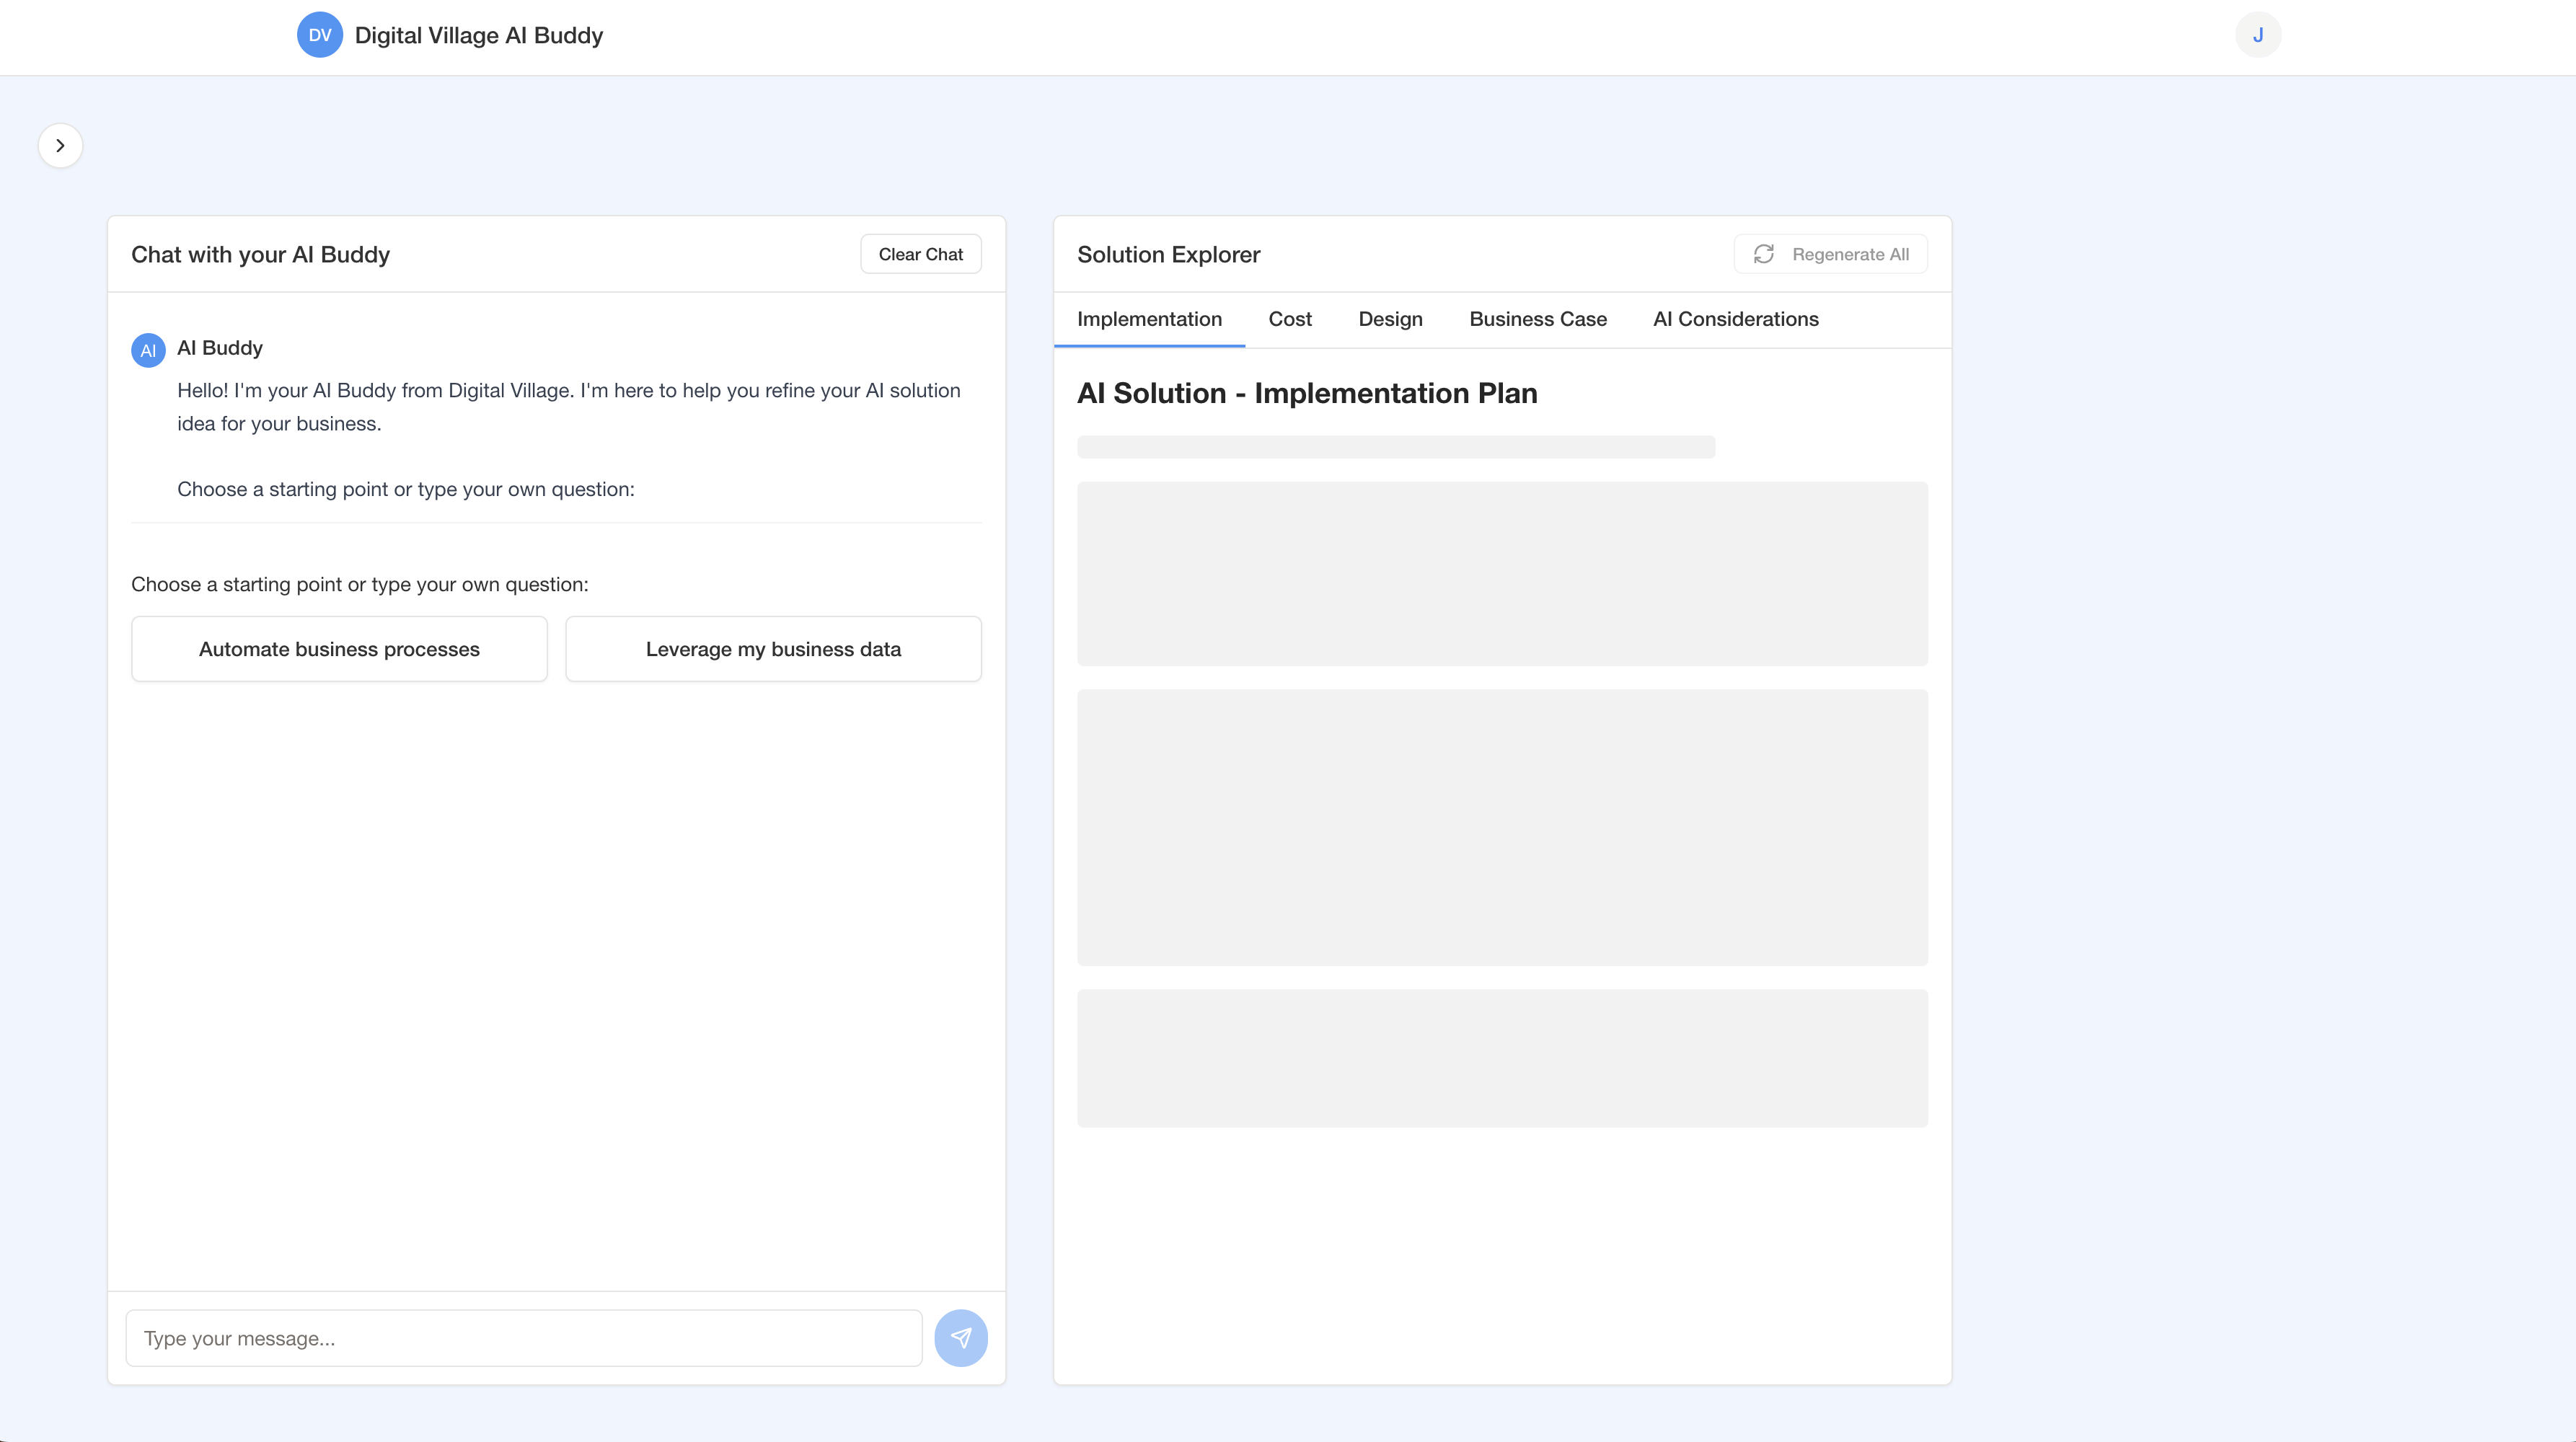 DV
Digital Village AI Buddy
J
Chat with your AI Buddy
Clear Chat
AI
AI Buddy
Hello! I'm your AI Buddy from Digital Village. I'm here to help you refine your AI solution
idea for your business.
Choose a starting point or type your own question:
Choose a starting point or type your own question:
Automate business processes
Leverage my business data
Type your message...
Solution Explorer
Regenerate All
Implementation
Cost
Design
Business Case
AI Considerations
AI Solution - Implementation Plan